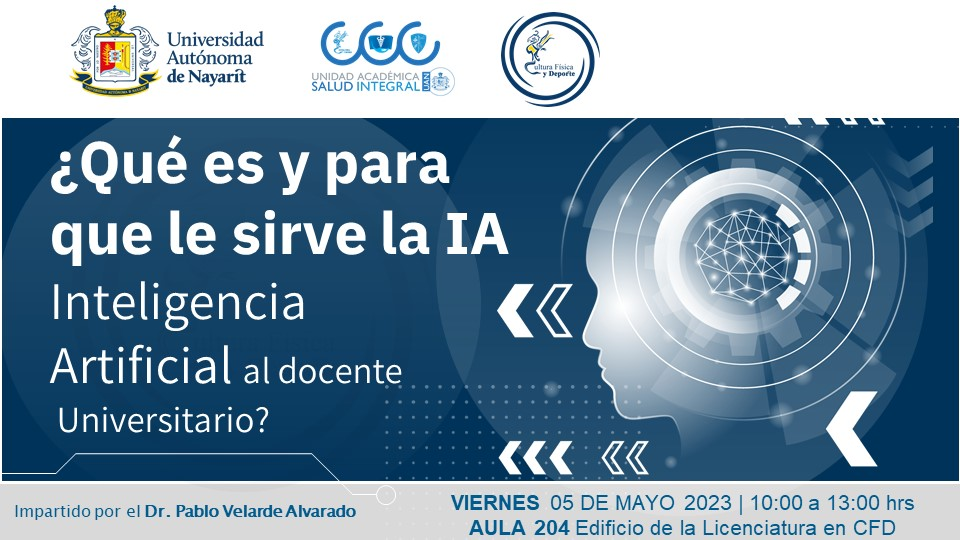 Universidad
Autónoma
de Nayarit
UNIDAD ACADÉMICA
SALUD INTEGRAL
UAN
Cultura Física
y Deporte
¿Qué es y para
que le sirve la IA
Inteligencia
Artificial al docente
Universitario?
Impartido por el Dr. Pablo Velarde Alvarado
VIERNES 05 DE MAYO 2023 | 10:00 a 13:00 hrs
AULA 204 Edificio de la Licenciatura en CFD